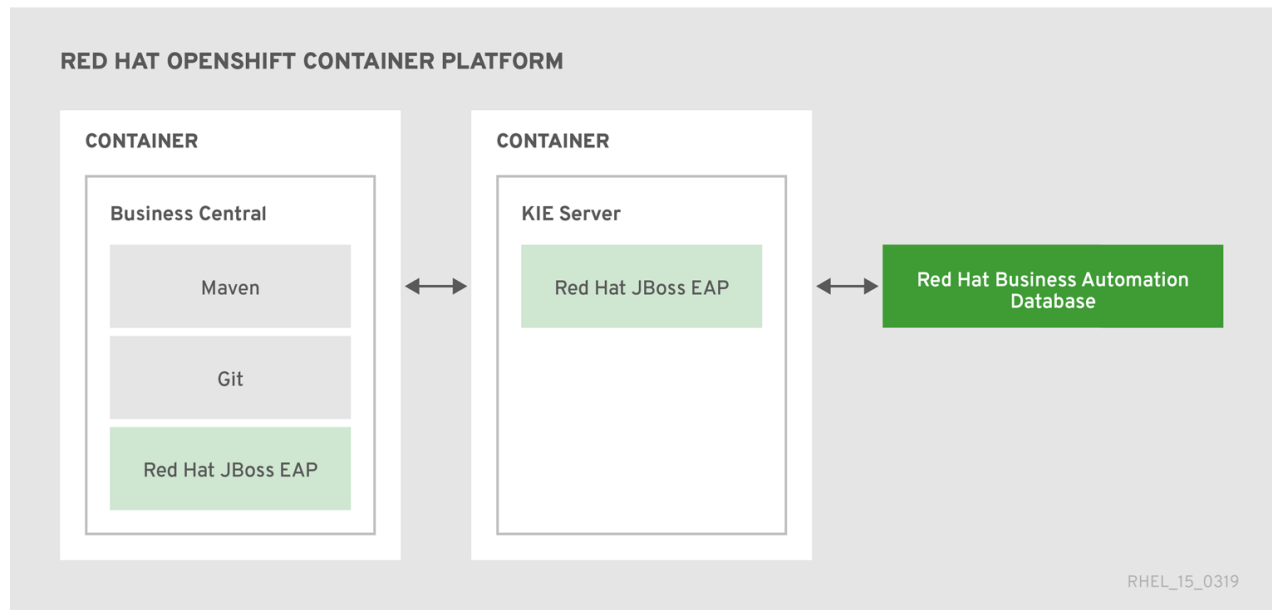 RED HAT OPENSHIFT CONTAINER PLATFORM
CONTAINER
Business Central
Maven
Git
Red Hat JBoss EAP
CONTAINER
KIE Server
Red Hat JBoss EAP
Red Hat Business Automation
Database
RHEL_15_0319